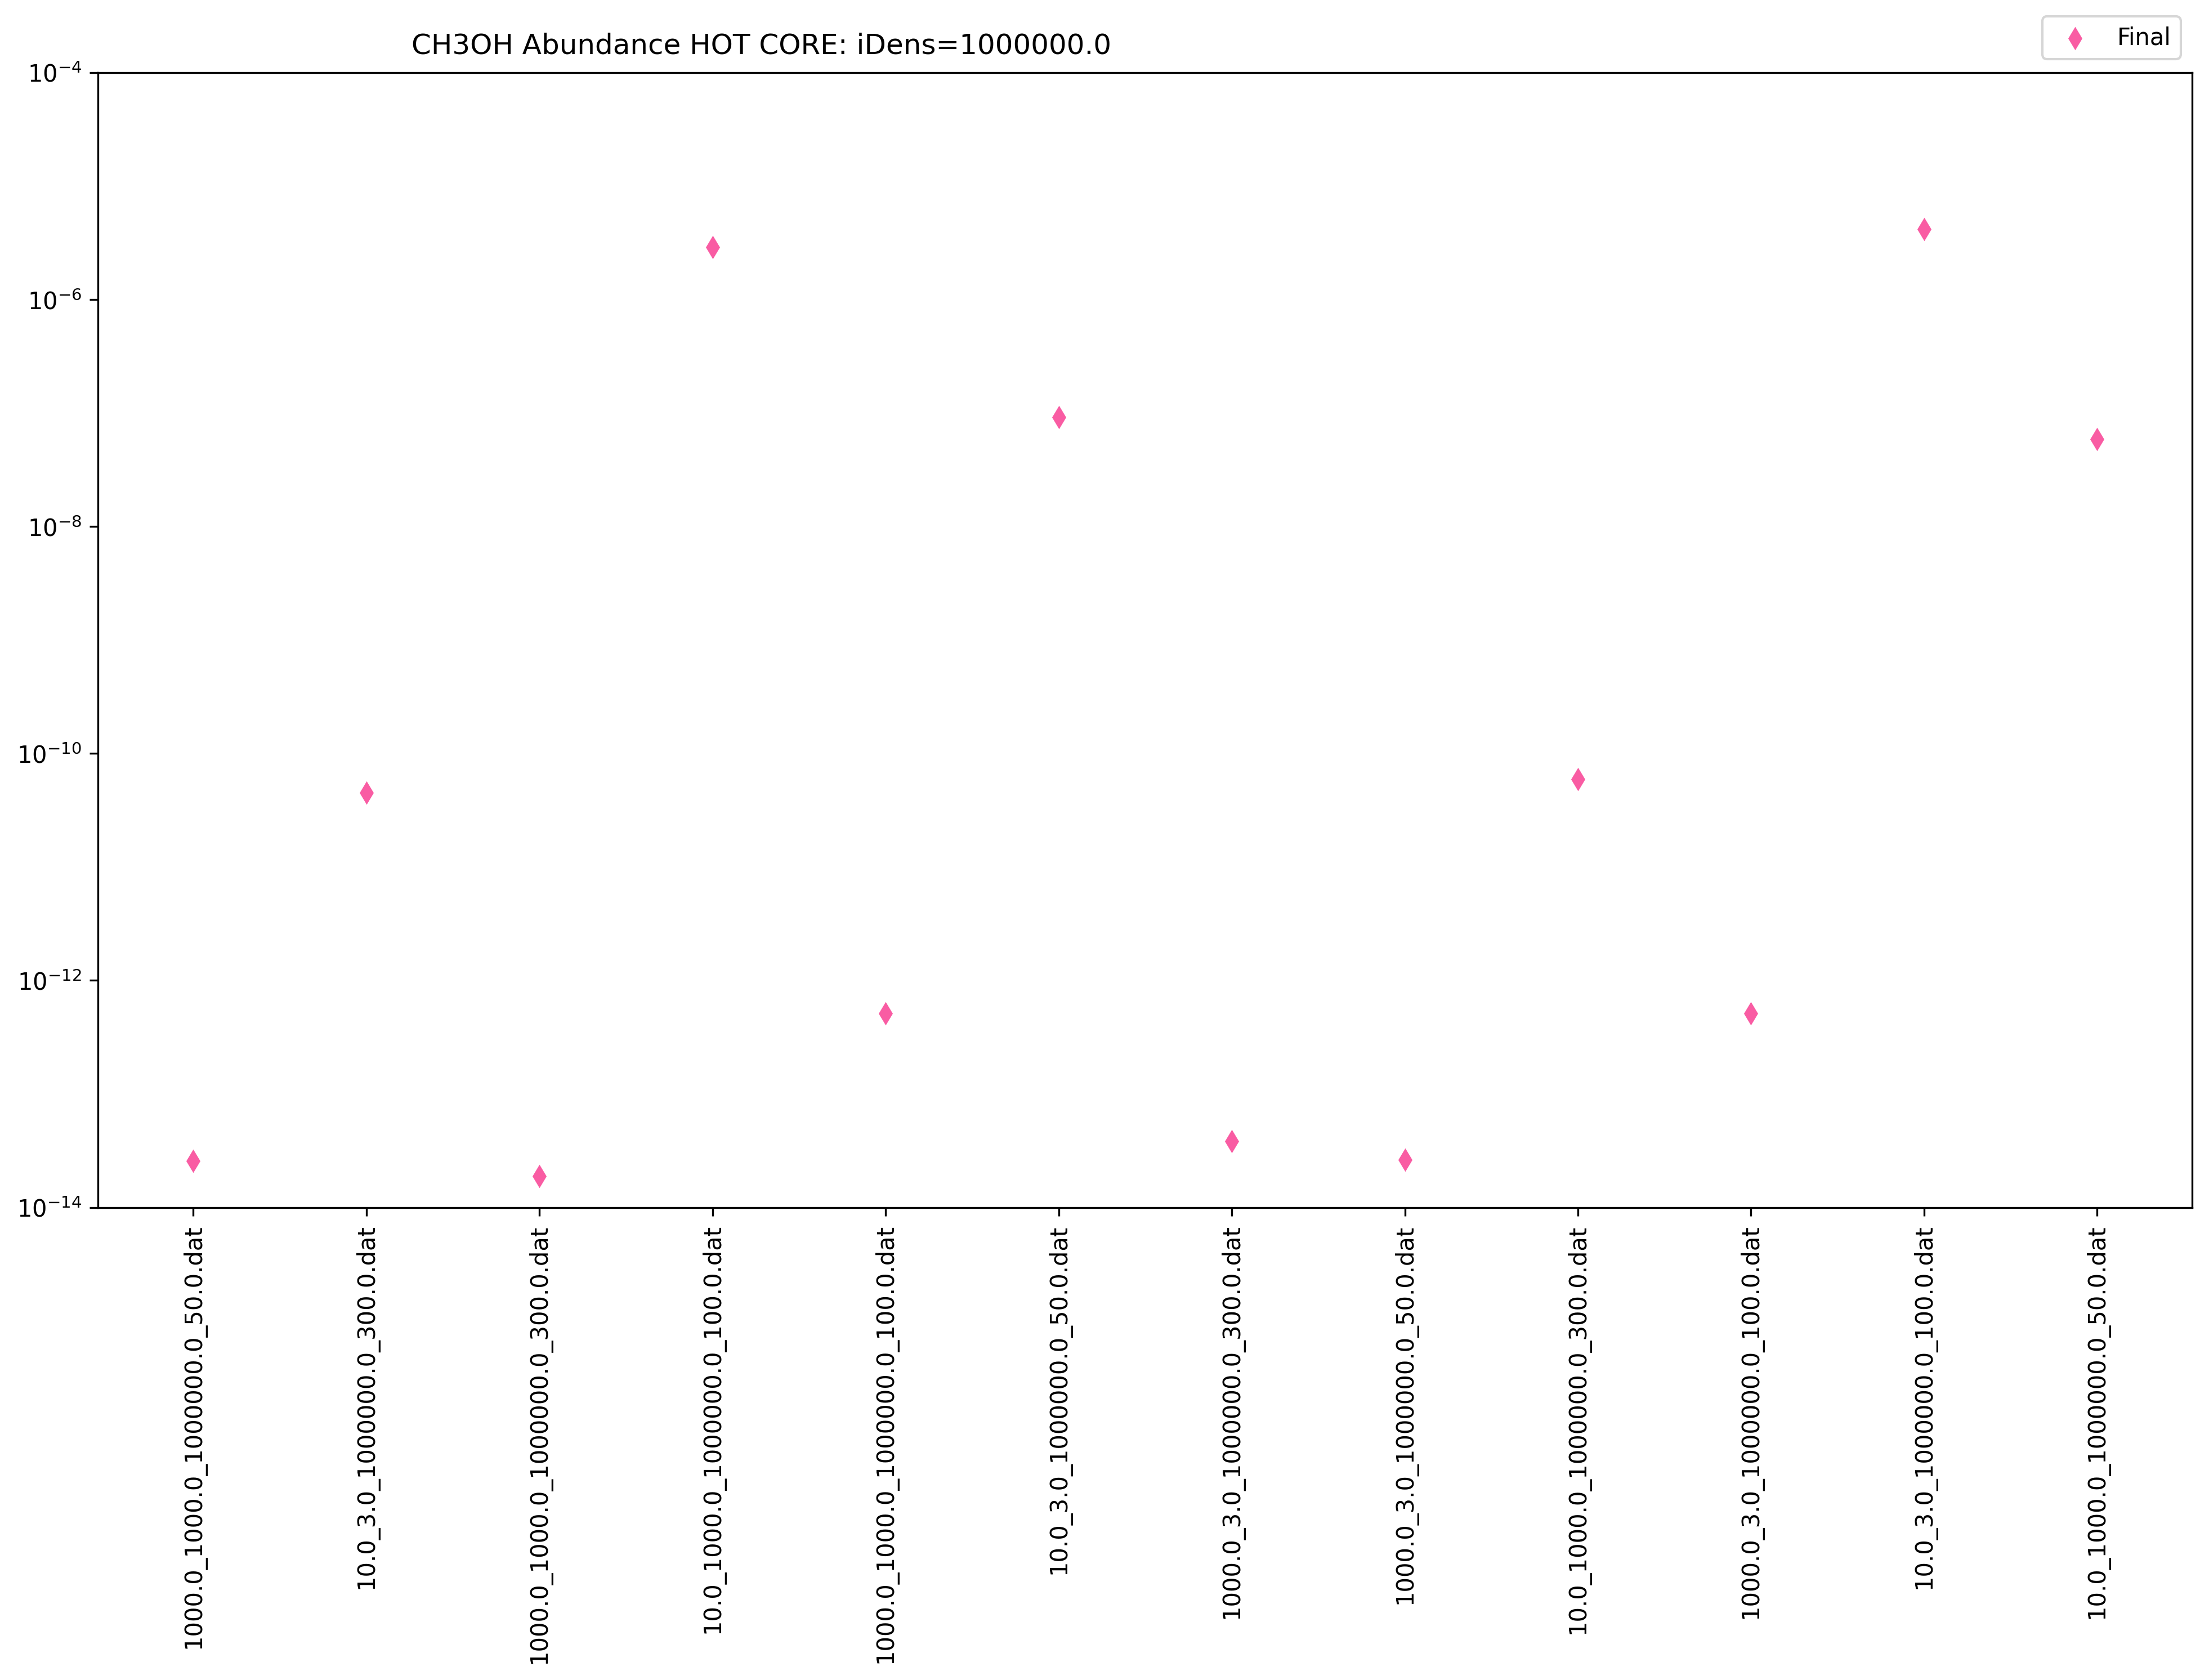 CH3OH Abundance HOT CORE: iDens=1000000.0
Final
10⁻⁴
10⁻⁶
10⁻⁸
10⁻¹⁰
10⁻¹²
10⁻¹⁴
1000.0_1000.0_1000000.0_50.0.dat
10.0_3.0_1000000.0_300.0.dat
1000.0_1000.0_1000000.0_300.0.dat
10.0_1000.0_1000000.0_100.0.dat
1000.0_1000.0_1000000.0_100.0.dat
10.0_3.0_1000000.0_50.0.dat
1000.0_3.0_1000000.0_300.0.dat
1000.0_3.0_1000000.0_50.0.dat
10.0_1000.0_1000000.0_300.0.dat
1000.0_3.0_1000000.0_100.0.dat
10.0_3.0_1000000.0_100.0.dat
10.0_1000.0_1000000.0_50.0.dat